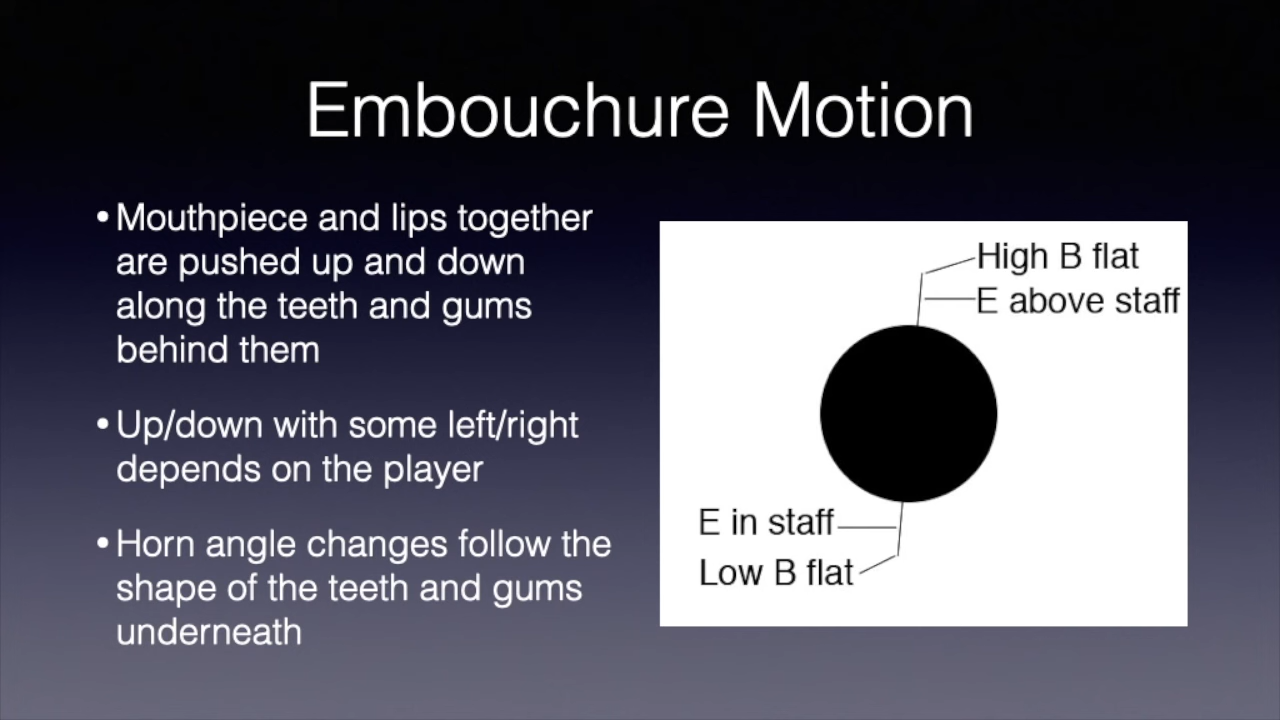 Embouchure Motion
• Mouthpiece and lips together
are pushed up and down
along the teeth and gums
behind them
• Up/down with some left/right
depends on the player
• Horn angle changes follow the
shape of the teeth and gums
underneath
High B flat
E above staff
E in staff
Low B flat